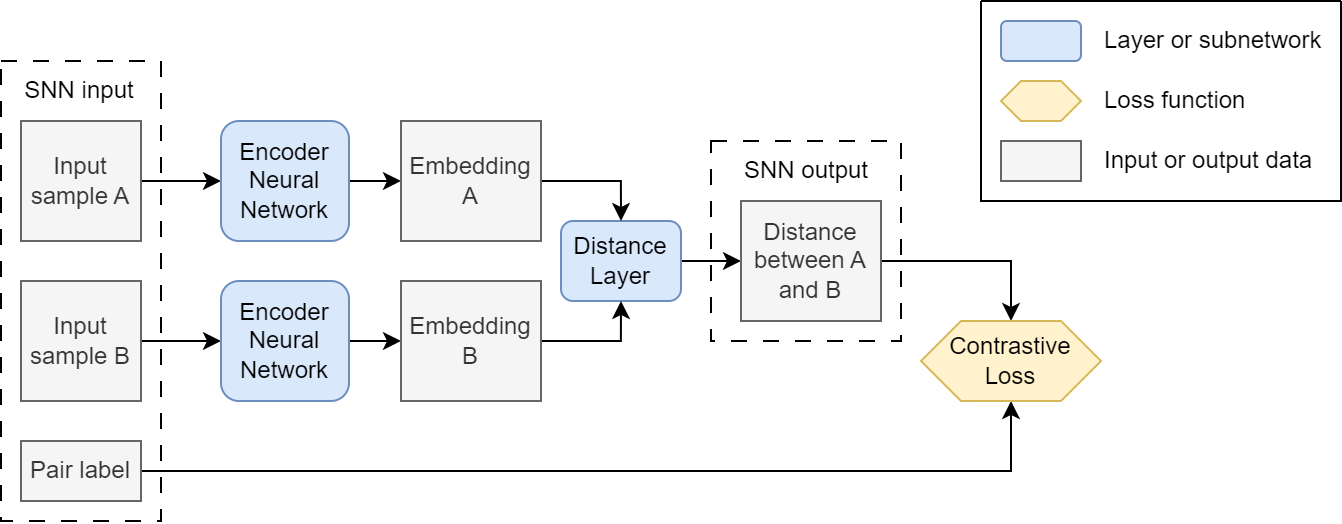 SNN input
Input
sample A
Encoder
Neural
Network
Embedding
A
Input
sample B
Encoder
Neural
Network
Embedding
B
Pair label
Distance
Layer
SNN output
Distance
between A
and B
Contrastive
Loss
Layer or subnetwork
Loss function
Input or output data